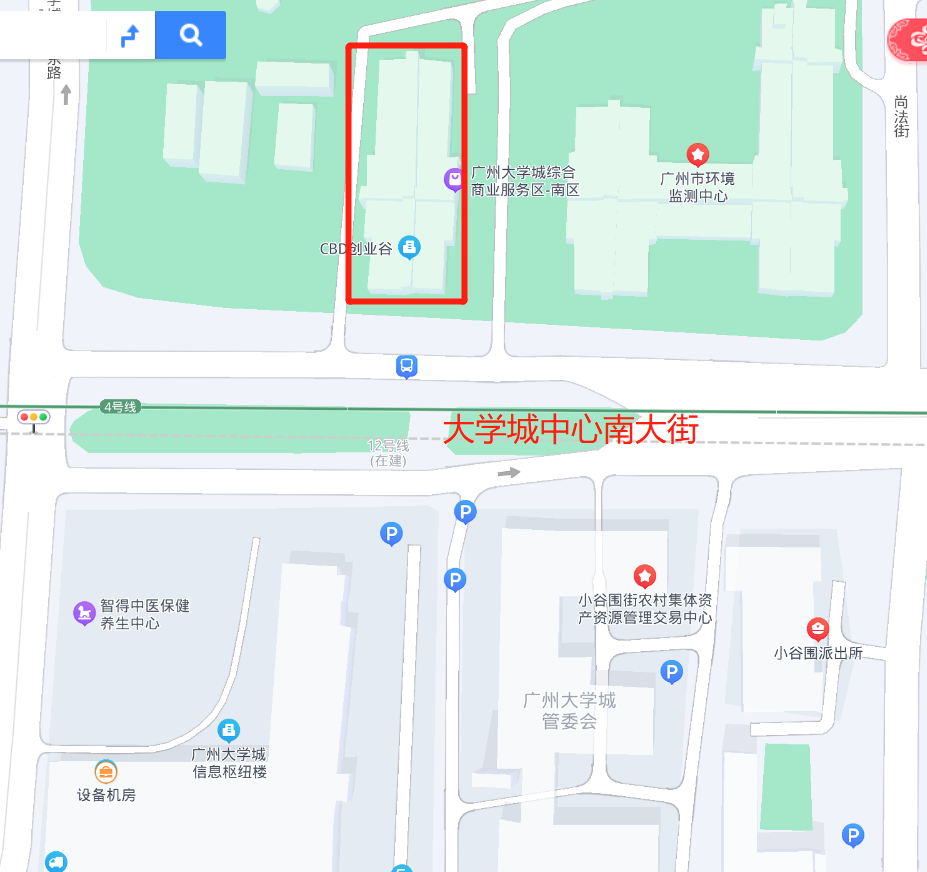 京路
尚法街
广州大学城综合
商业服务区-南区
广州市环境
监测中心
CBD创业谷
4号线
大学城中心南大街
12号线
(在建)
P
P
P
智得中医保健
养生中心
小谷围街农村集体资
产资源管理交易中心
小谷围派出所
P
广州大学城
管委会
广州大学城
信息枢纽楼
设备机房
P